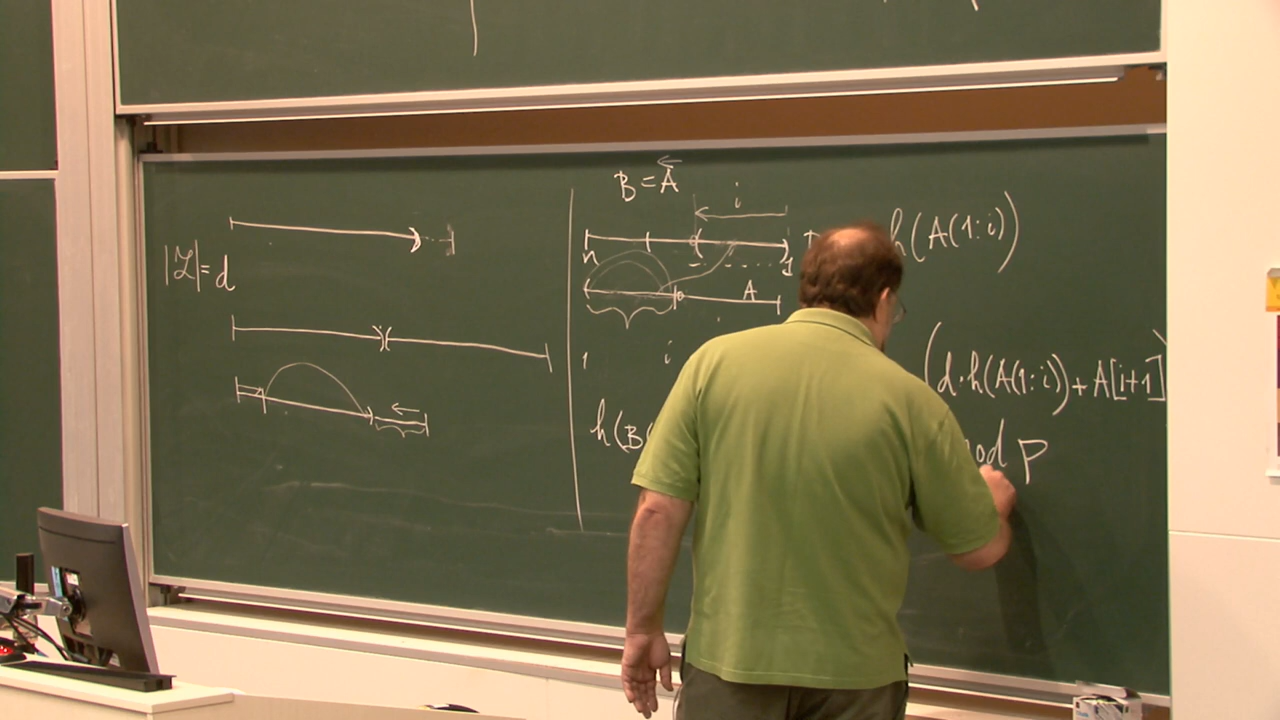 |Σ|=d
B=A⃖
i
n
1
A
h(A(1:i))
1
i
(d·h(A(1:i))+A[i+1])
h(B(
mod p